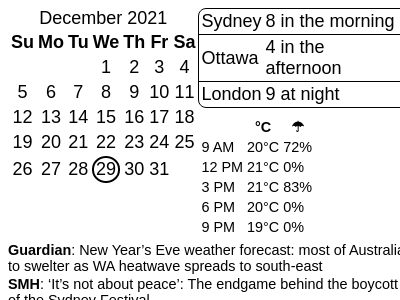 December 2021
Su Mo Tu We Th Fr Sa
1 2 3 4
5 6 7 8 9 10 11
12 13 14 15 16 17 18
19 20 21 22 23 24 25
26 27 28 29 30 31
Sydney 8 in the morning
Ottawa 4 in the
afternoon
London 9 at night
°C ☂
9 AM 20°C 72%
12 PM 21°C 0%
3 PM 21°C 83%
6 PM 20°C 0%
9 PM 19°C 0%
Guardian: New Year’s Eve weather forecast: most of Australia
to swelter as WA heatwave spreads to south-east
SMH: ‘It’s not about peace’: The endgame behind the boycott
of the Sydney Festival